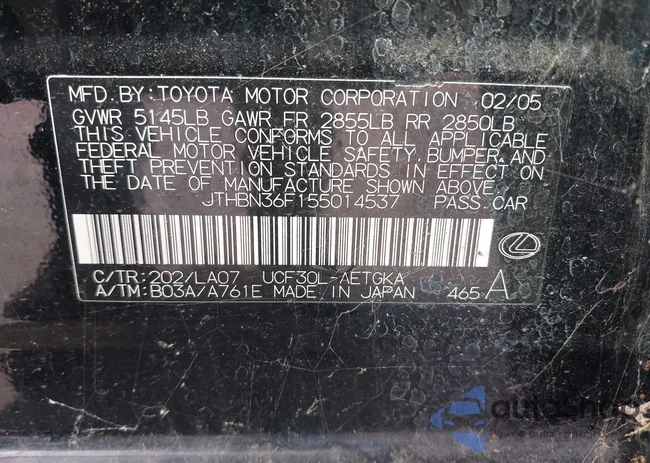 MFD.BY:TOYOTA MOTOR CORPORATION 02/05
GVWR 5145LB GAWR FR 2855LB RR 2850LB
THIS VEHICLE CONFORMS TO ALL APPLICABLE
FEDERAL MOTOR VEHICLE SAFETY,BUMPER,AND
THEFT PREVENTION STANDARDS IN EFFECT ON
THE DATE OF MANUFACTURE SHOWN ABOVE.
JTHBN36F155014537 PASS.CAR
C/TR:202/LA07 UCF30L-AETGKA
A/TM:B03A/A761E MADE IN JAPAN 465 A